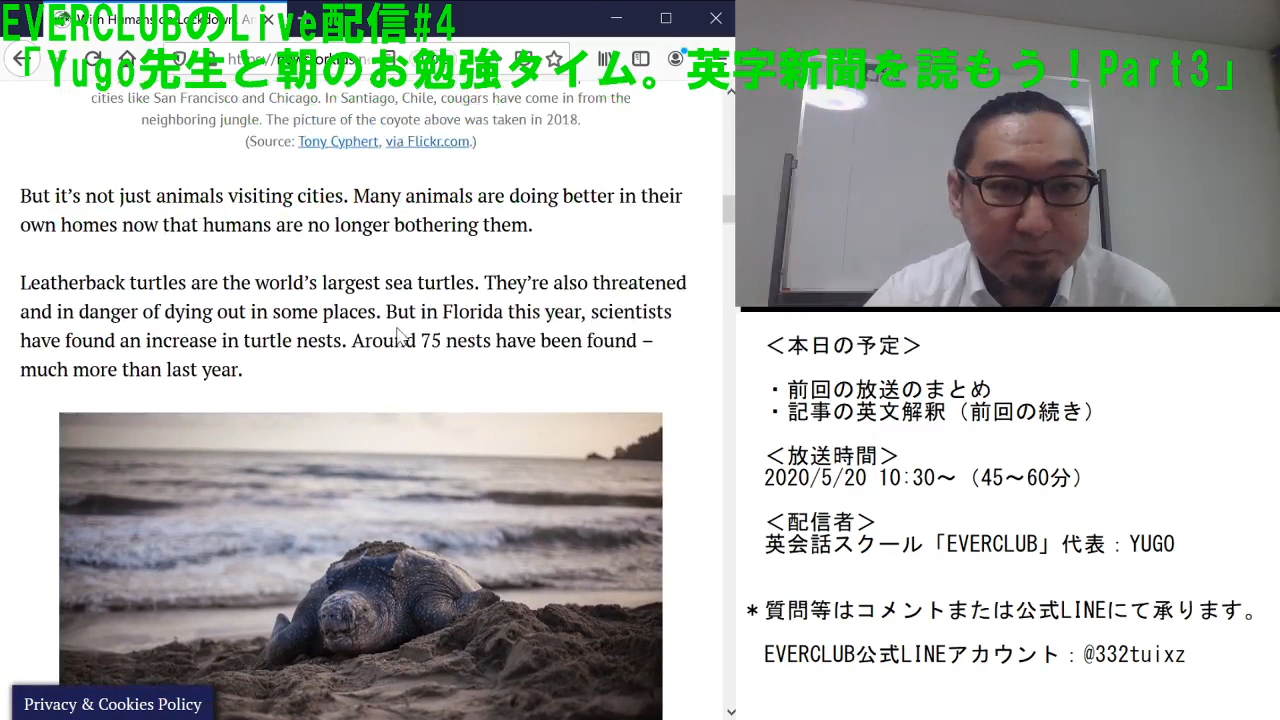 EVERCLUBのLive配信#4
「Yugo先生と朝のお勉強タイム。英字新聞を読もう！Part3」
cities like San Francisco and Chicago. In Santiago, Chile, cougars have come in from the
neighboring jungle. The picture of the coyote above was taken in 2018.
(Source: Tony Cyphert, via Flickr.com.)
But it’s not just animals visiting cities. Many animals are doing better in their
own homes now that humans are no longer bothering them.
Leatherback turtles are the world’s largest sea turtles. They’re also threatened
and in danger of dying out in some places. But in Florida this year, scientists
have found an increase in turtle nests. Around 75 nests have been found –
much more than last year.
Privacy & Cookies Policy
＜本日の予定＞
・前回の放送のまとめ
・記事の英文解釈（前回の続き）
＜放送時間＞
2020/5/20 10:30～（45～60分）
＜配信者＞
英会話スクール「EVERCLUB」代表：YUGO
＊質問等はコメントまたは公式LINEにて承ります。
EVERCLUB公式LINEアカウント：@332tuixz